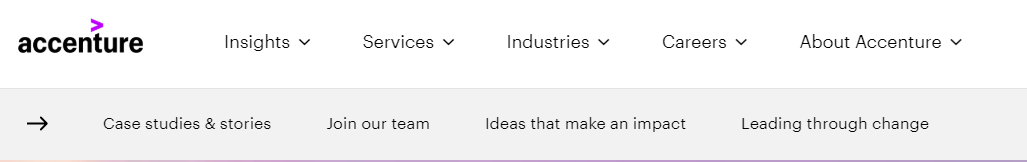 accenture Insights Services Industries Careers About Accenture
Case studies & stories Join our team Ideas that make an impact Leading through change